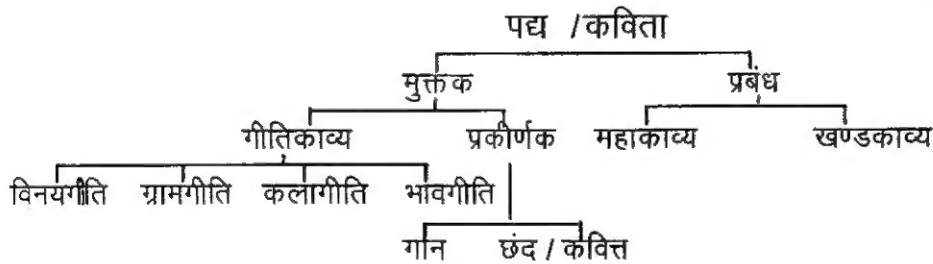 पद्य / कविता
मुक्तक प्रबंध
गीतिकाव्य प्रकीर्णक महाकाव्य खण्डकाव्य
विनयगीति ग्रामगीति कलागीति भावगीति
गान छंद / कवित्त